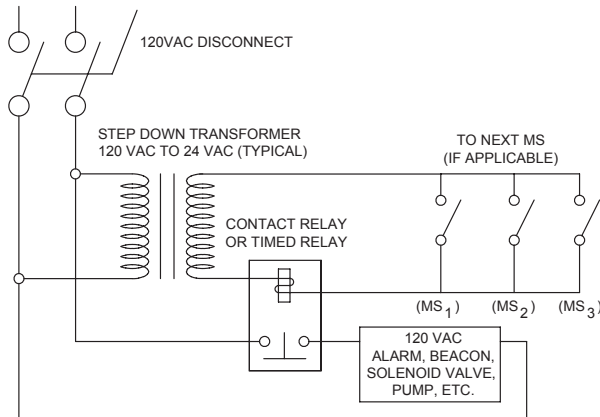 120VAC DISCONNECT
STEP DOWN TRANSFORMER
120 VAC TO 24 VAC (TYPICAL)
TO NEXT MS
(IF APPLICABLE)
CONTACT RELAY
OR TIMED RELAY
(MS1)
(MS2)
(MS3)
120 VAC
ALARM, BEACON,
SOLENOID VALVE,
PUMP, ETC.